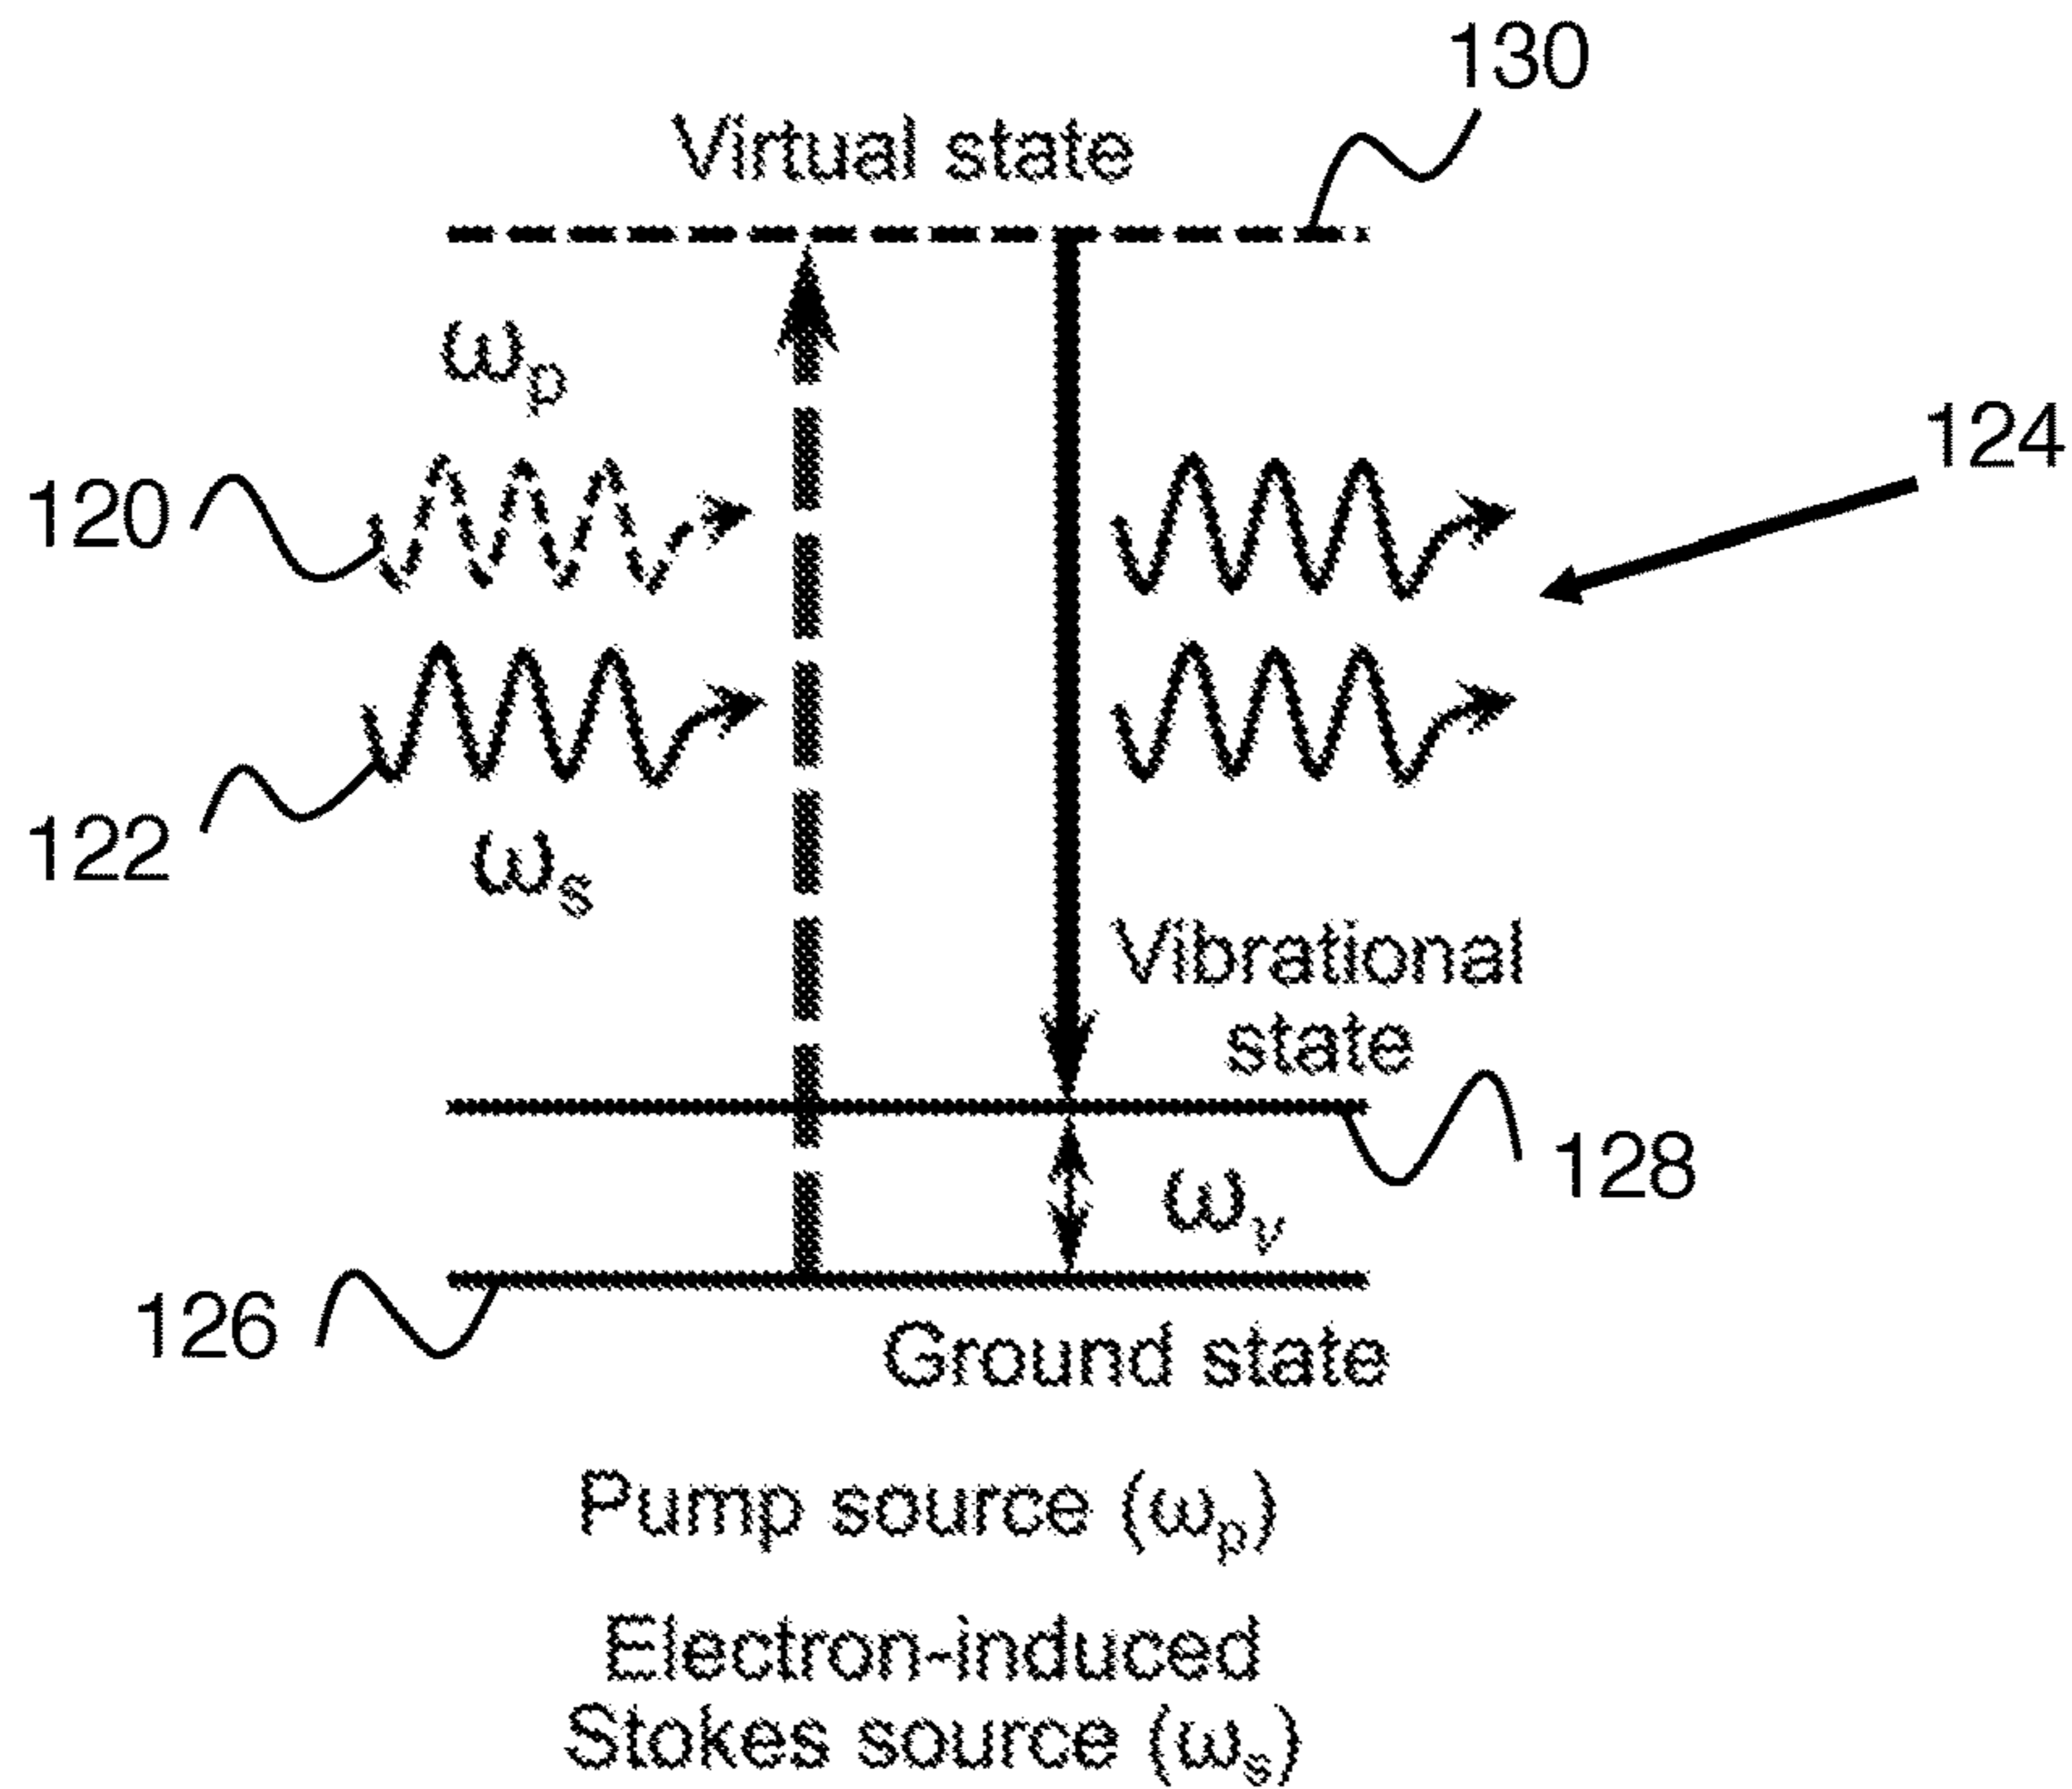 130
Virtual state
ωp
124
120
122
ωs
Vibrational
state
128
ωv
126
Ground state
Pump source (ωp)
Electron-induced
Stokes source (ωs)